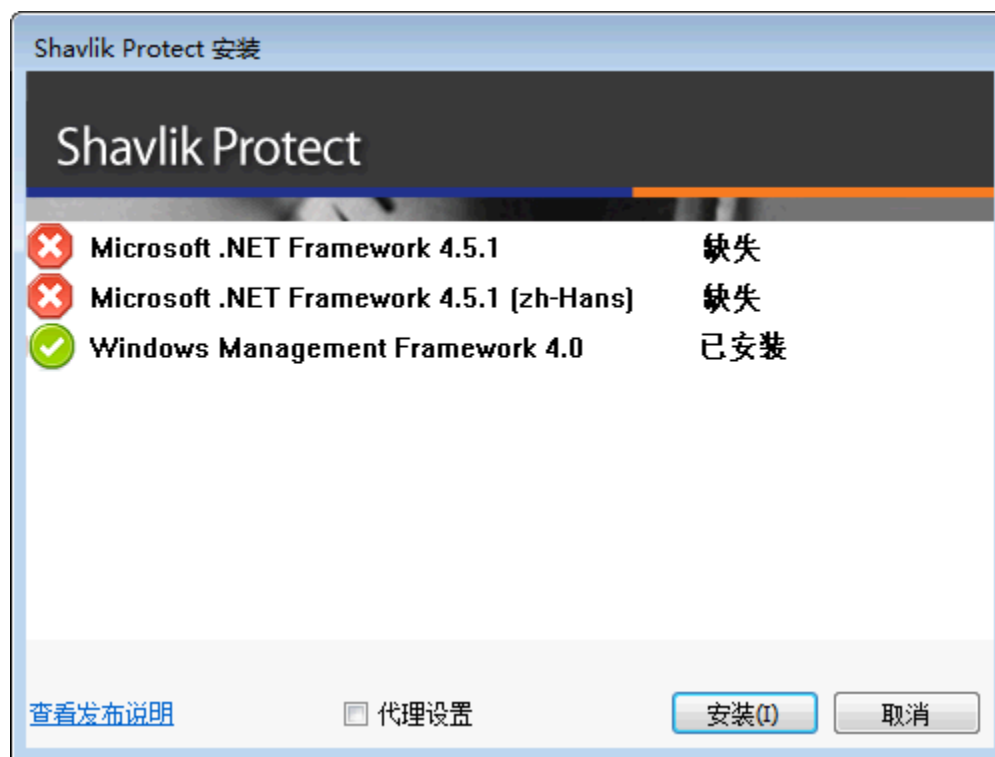 Shavlik Protect 安装
Shavlik Protect
Microsoft .NET Framework 4.5.1 缺失
Microsoft .NET Framework 4.5.1 (zh-Hans) 缺失
Windows Management Framework 4.0 已安装
查看发布说明 代理设置 安装(I) 取消